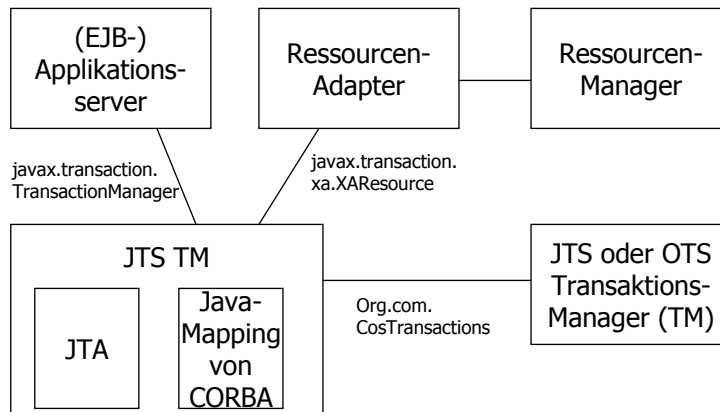 (EJB-)
Applikations-
server
Ressourcen-
Adapter
Ressourcen-
Manager
javax.transaction.
TransactionManager
javax.transaction.
xa.XAResource
JTS TM
JTA
Java-
Mapping
von
CORBA
Org.com.
CosTransactions
JTS oder OTS
Transaktions-
Manager (TM)